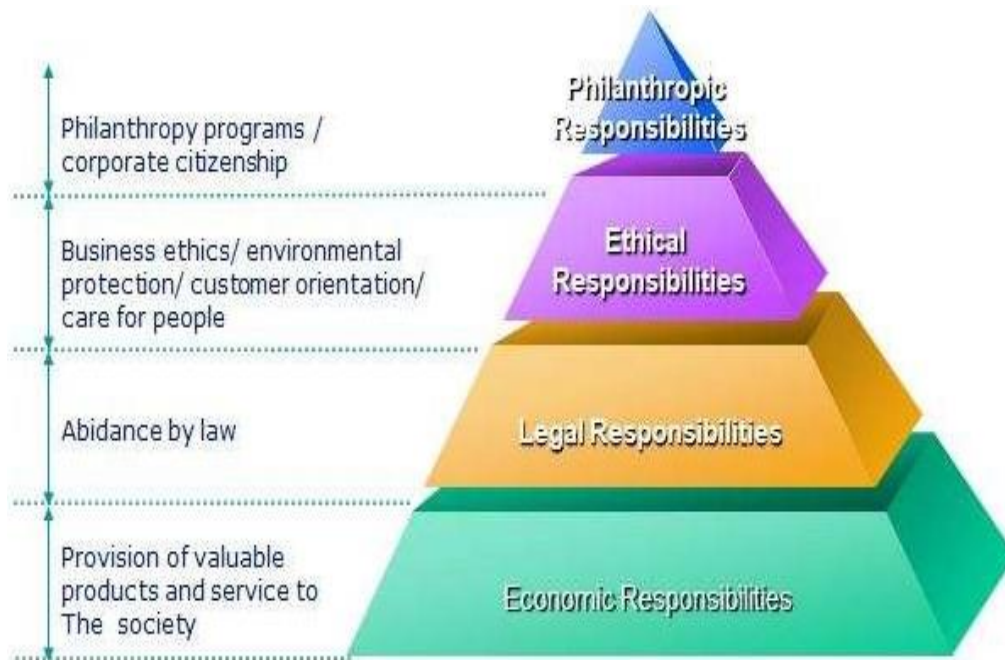 Philanthropic
Responsibilities
Philanthropy programs /
corporate citizenship
Ethical
Responsibilities
Business ethics/ environmental
protection/ customer orientation/
care for people
Legal Responsibilities
Abidance by law
Economic Responsibilities
Provision of valuable
products and service to
The society